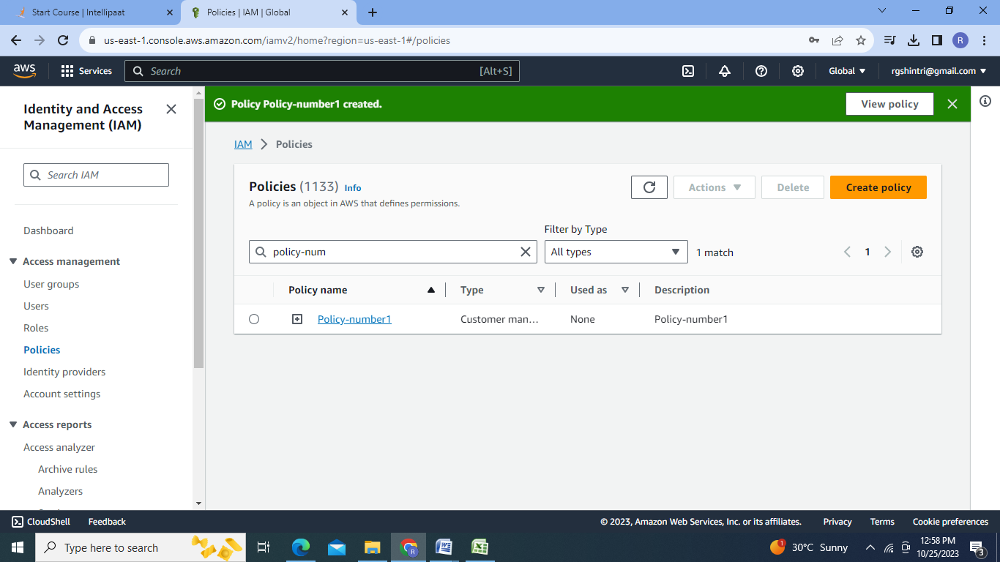 Start Course | Intellipaat
Policies | IAM | Global
us-east-1.console.aws.amazon.com/iamv2/home?region=us-east-1#/policies
R
aws
Services
Search
[Alt+S]
Global
rgshintri@gmail.com
Identity and Access
Management (IAM)
Search IAM
Dashboard
Access management
User groups
Users
Roles
Policies
Identity providers
Account settings
Access reports
Access analyzer
Archive rules
Analyzers
Policy Policy-number1 created.
View policy
IAM
Policies
Policies (1133) Info
A policy is an object in AWS that defines permissions.
Actions
Delete
Create policy
Filter by Type
policy-num
All types
1 match
1
Policy name
Type
Used as
Description
Policy-number1
Customer man...
None
Policy-number1
CloudShell
Feedback
© 2023, Amazon Web Services, Inc. or its affiliates.
Privacy
Terms
Cookie preferences
Type here to search
1
30°C Sunny
12:58 PM
10/25/2023
3